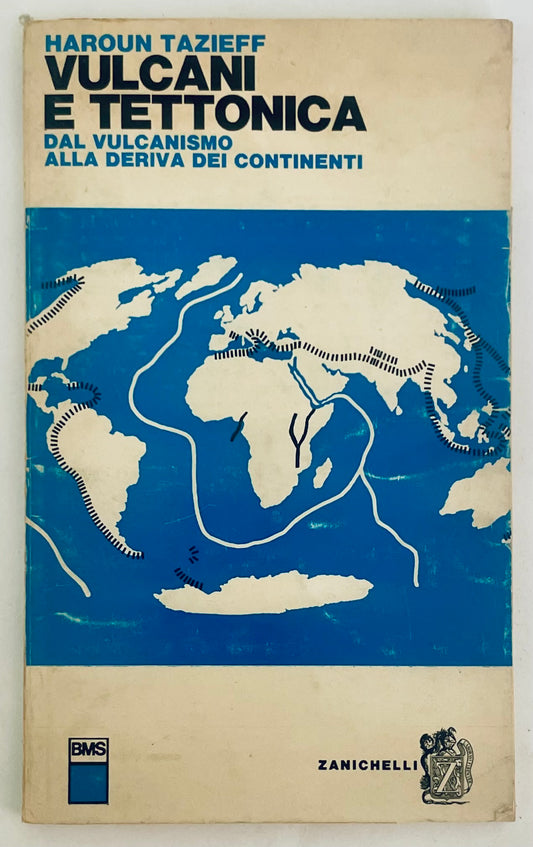 HAROUN TAZIEFF
VULCANI
E TETTONICA
DAL VULCANISMO
ALLA DERIVA DEI CONTINENTI
BMS
ZANICHELLI
Z